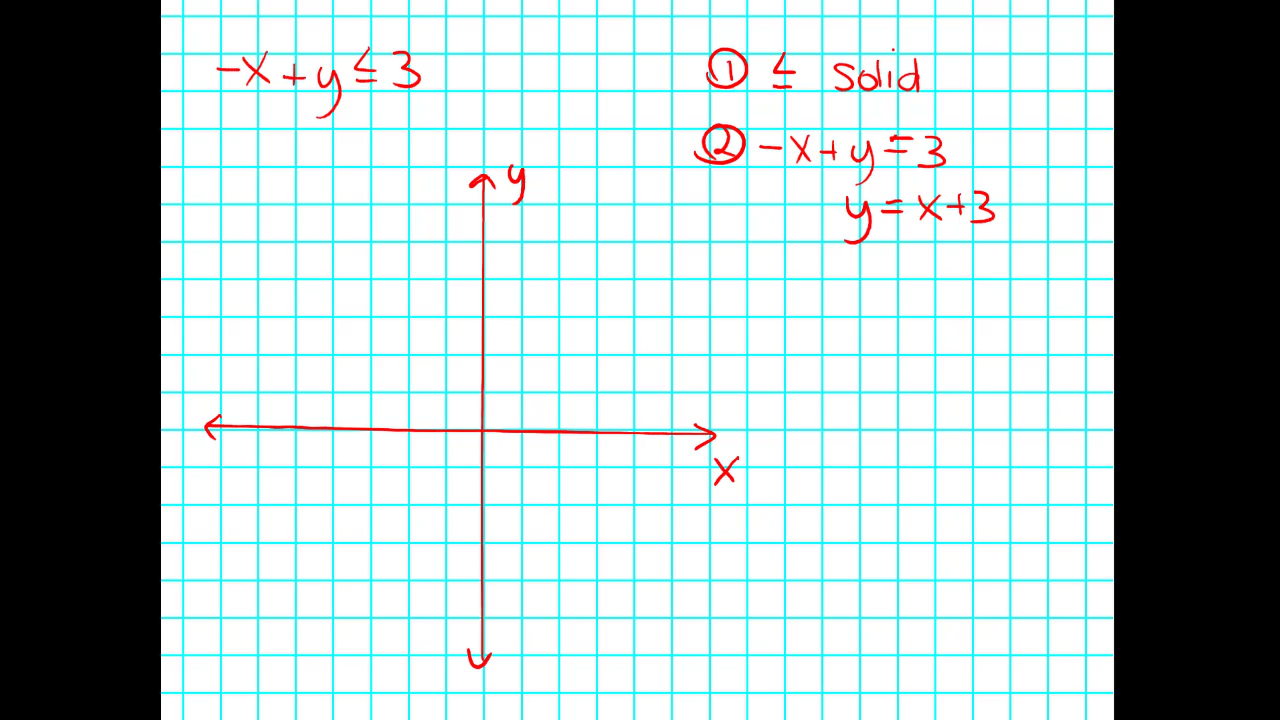 -x + y ≤ 3
① ≤ Solid
② -x + y = 3
y = x + 3
y
x